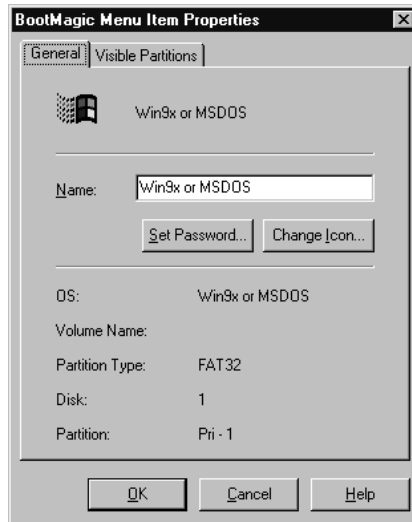 BootMagic Menu Item Properties
General Visible Partitions
Win9x or MSDOS
Name: Win9x or MSDOS
Set Password... Change Icon...
OS: Win9x or MSDOS
Volume Name:
Partition Type: FAT32
Disk: 1
Partition: Pri - 1
OK Cancel Help